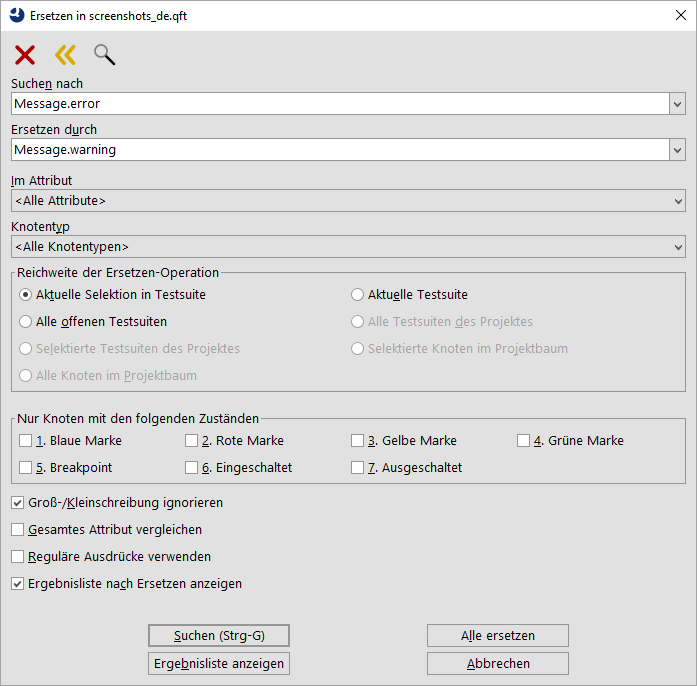 Ersetzen in screenshots_de.qft
Suchen nach
Message.error
Ersetzen durch
Message.warning
Im Attribut
<Alle Attribute>
Knotentyp
<Alle Knotentypen>
Reichweite der Ersetzen-Operation
Aktuelle Selektion in Testsuite Aktuelle Testsuite
Alle offenen Testsuiten Alle Testsuiten des Projektes
Selektierte Testsuiten des Projektes Selektierte Knoten im Projektbaum
Alle Knoten im Projektbaum
Nur Knoten mit den folgenden Zuständen
1. Blaue Marke 2. Rote Marke 3. Gelbe Marke 4. Grüne Marke
5. Breakpoint 6. Eingeschaltet 7. Ausgeschaltet
Groß-/Kleinschreibung ignorieren
Gesamtes Attribut vergleichen
Reguläre Ausdrücke verwenden
Ergebnisliste nach Ersetzen anzeigen
Suchen (Strg-G) Alle ersetzen
Ergebnisliste anzeigen Abbrechen